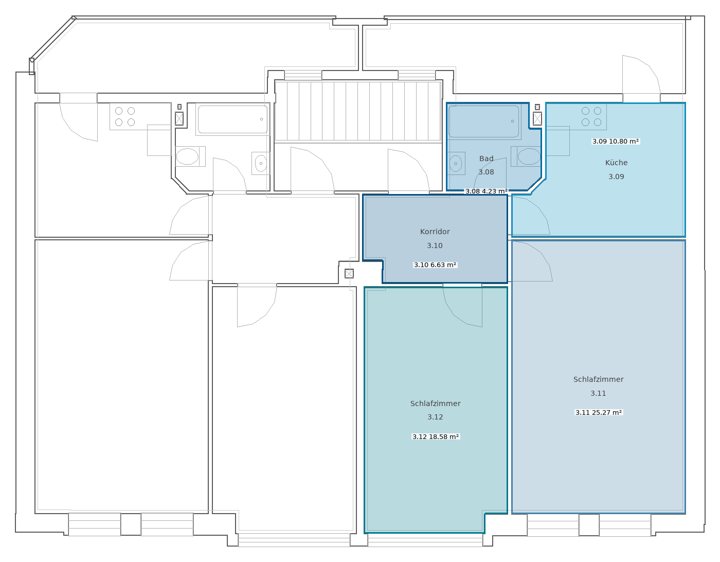 Bad
3.08
3.08 4.23 m²
3.09 10.80 m²
Küche
3.09
Korridor
3.10
3.10 6.63 m²
Schlafzimmer
3.11
3.11 25.27 m²
Schlafzimmer
3.12
3.12 18.58 m²